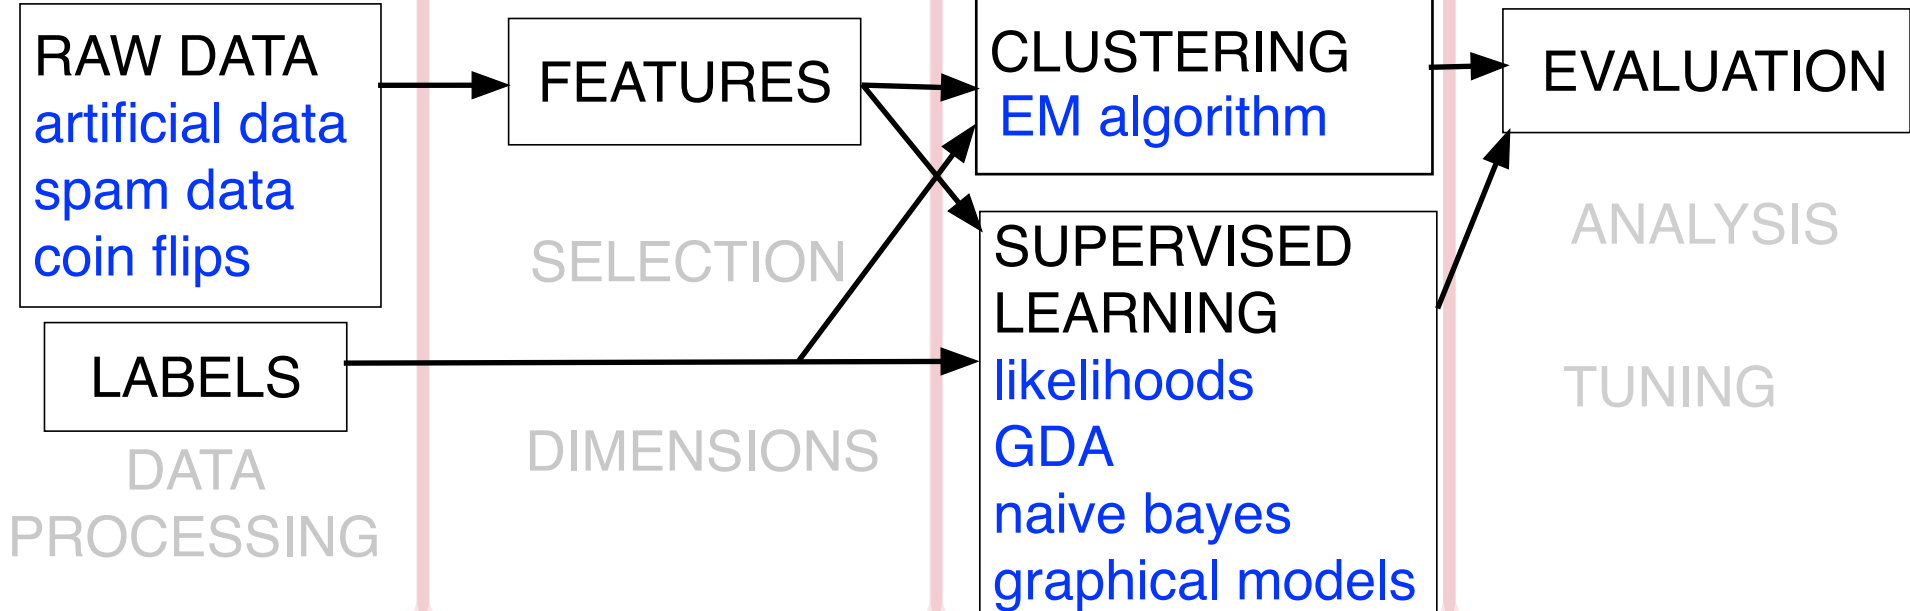 RAW DATA
artificial data
spam data
coin flips
LABELS
DATA
PROCESSING
FEATURES
SELECTION
DIMENSIONS
CLUSTERING
EM algorithm
SUPERVISED
LEARNING
likelihoods
GDA
naive bayes
graphical models
EVALUATION
ANALYSIS
TUNING